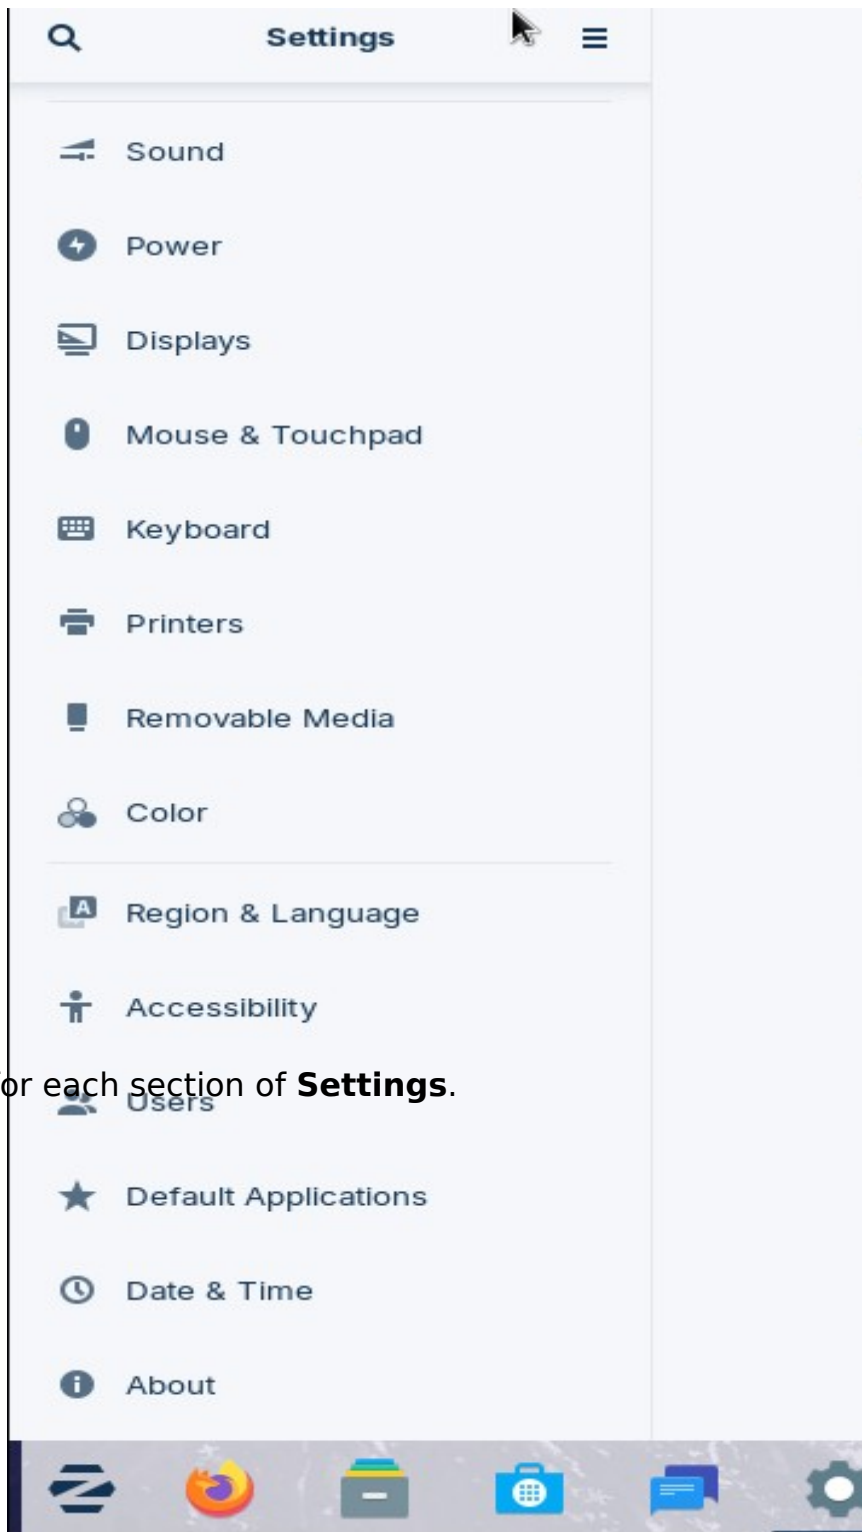 Settings
Sound
Power
Displays
Mouse & Touchpad
Keyboard
Printers
Removable Media
Color
Region & Language
A
Accessibility
or each section of Settings.
Users
Default Applications
Date & Time
About